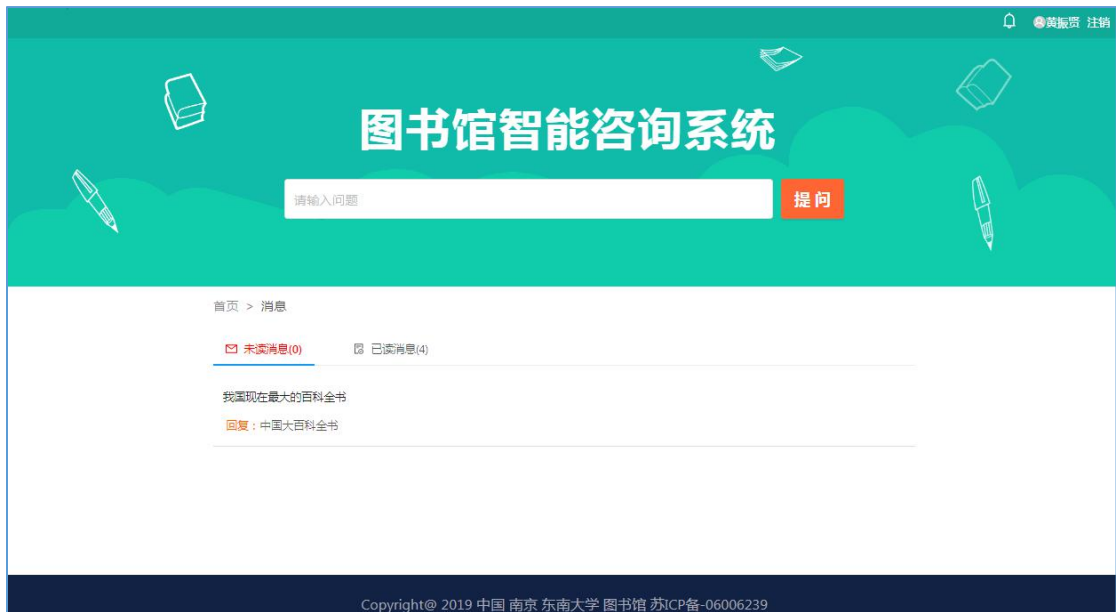 黄振贤 注销
图书馆智能咨询系统
请输入问题 提问
首页 > 消息
未读消息(0) 已读消息(4)
我国现在最大的百科全书
回复：中国大百科全书
Copyright@ 2019 中国 南京 东南大学 图书馆 苏ICP备-06006239